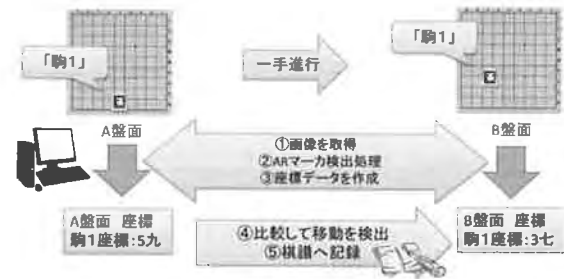 「駒1」
一手進行
「駒1」
A盤面
B盤面
①画像を取得
②ARマーカ検出処理
③座標データを作成
A盤面 座標
駒1座標:5九
④比較して移動を検出
⑤棋譜へ記録
B盤面 座標
駒1座標:3七